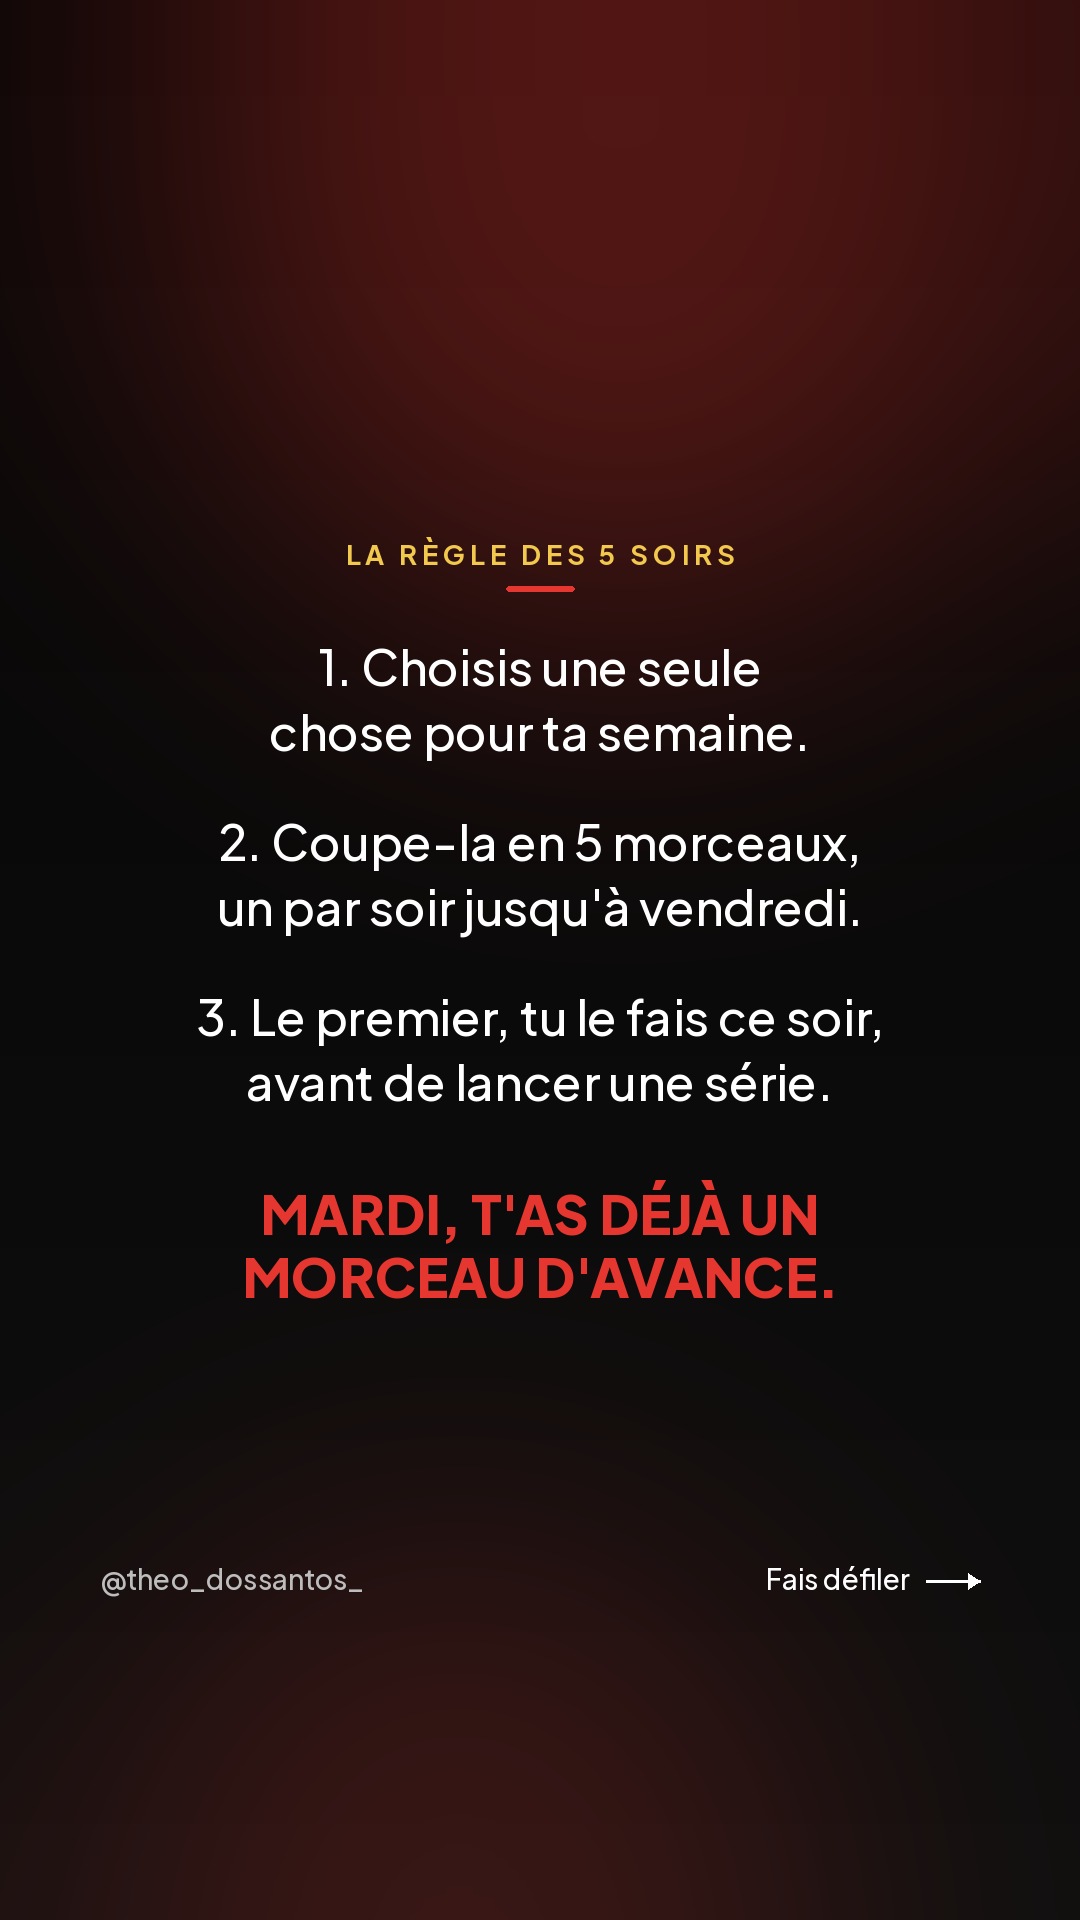 LA RÈGLE DES 5 SOIRS
1. Choisis une seule
chose pour ta semaine.
2. Coupe-la en 5 morceaux,
un par soir jusqu'à vendredi.
3. Le premier, tu le fais ce soir,
avant de lancer une série.
MARDI, T'AS DÉJÀ UN
MORCEAU D'AVANCE.
@theo_dossantos_
Fais défiler